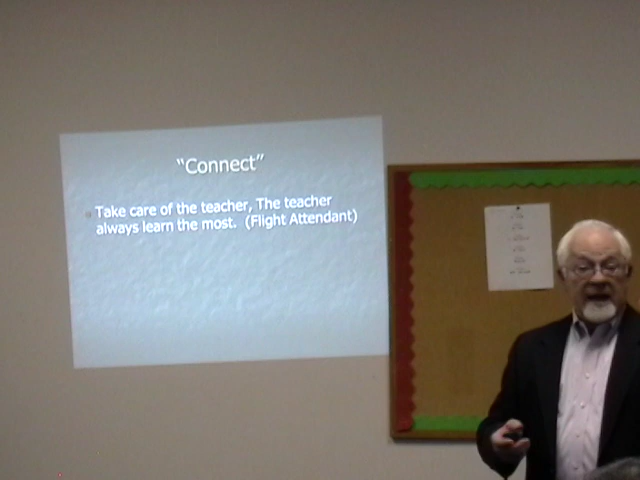 “Connect”
Take care of the teacher, The teacher
always learn the most. (Flight Attendant)